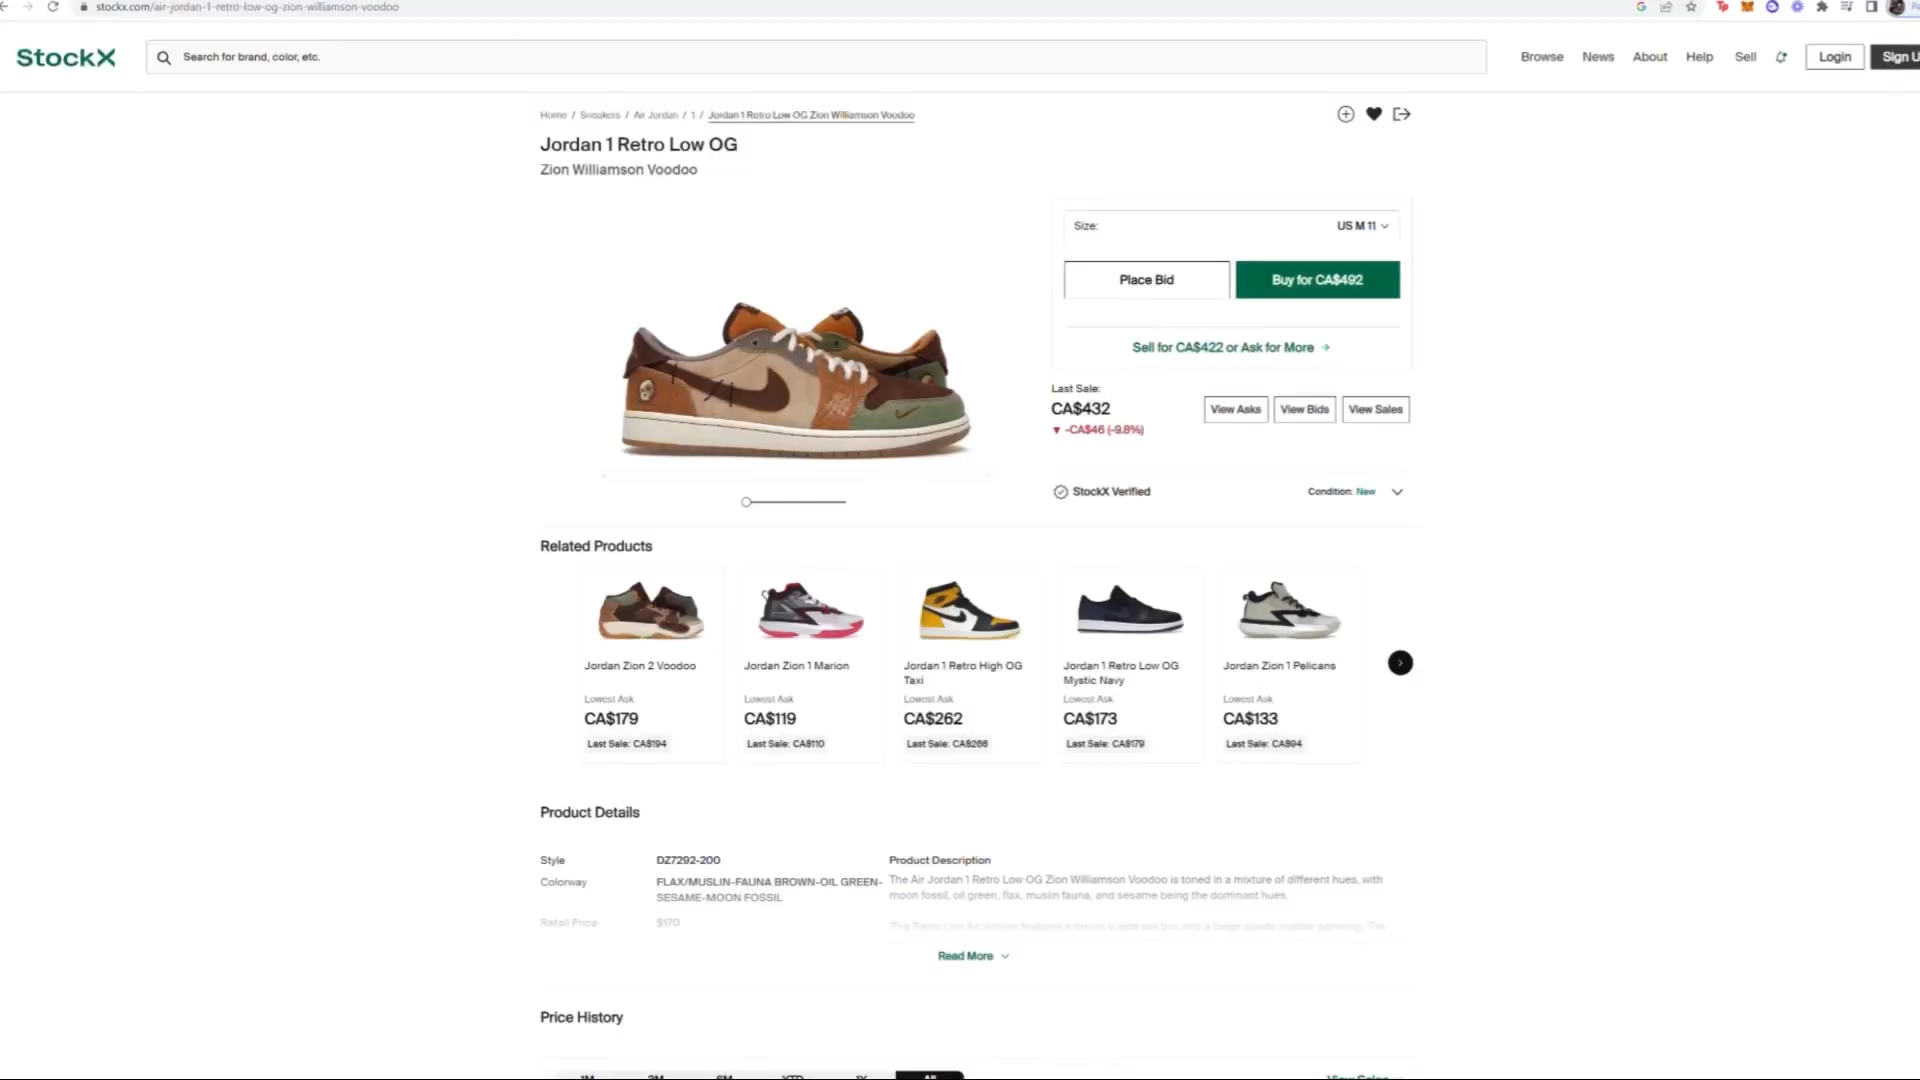 stockx.com/air-jordan-1-retro-low-og-zion-williamson-voodoo
StockX
Search for brand, color, etc.
Browse News About Help Sell Login Sign U
Home / Sneakers / Air Jordan / 1 / Jordan 1 Retro Low OG Zion Williamson Voodoo
Jordan 1 Retro Low OG
Zion Williamson Voodoo
Size: US M 11
Place Bid Buy for CA$492
Sell for CA$422 or Ask for More →
Last Sale:
CA$432
View Asks View Bids View Sales
▼ -CA$46 (-9.8%)
StockX Verified Condition: New
Related Products
Jordan Zion 2 Voodoo
Lowest Ask
CA$179
Last Sale: CA$194
Jordan Zion 1 Marion
Lowest Ask
CA$119
Last Sale: CA$110
Jordan 1 Retro High OG
Taxi
Lowest Ask
CA$262
Last Sale: CA$266
Jordan 1 Retro Low OG
Mystic Navy
Lowest Ask
CA$173
Last Sale: CA$179
Jordan Zion 1 Pelicans
Lowest Ask
CA$133
Last Sale: CA$94
Product Details
Style DZ7292-200
Colorway FLAX/MUSLIN-FAUNA BROWN-OIL GREEN-
SESAME-MOON FOSSIL
Retail Price $170
Product Description
The Air Jordan 1 Retro Low OG Zion Williamson Voodoo is toned in a mixture of different hues, with
moon fossil, oil green, flax, muslin fauna, and sesame being the dominant hues.
Read More
Price History
1M 3M 6M YTD 1Y All
View Sales